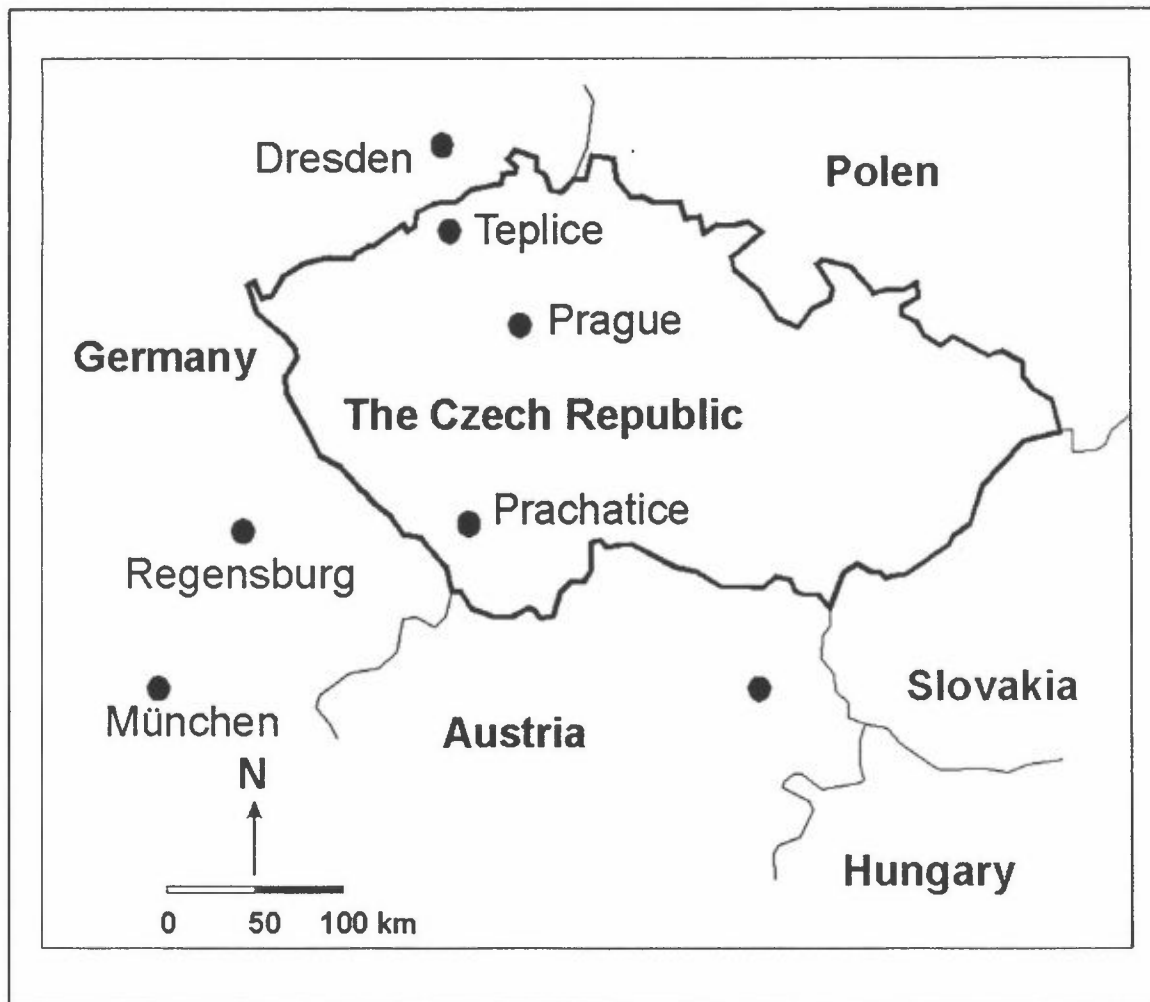 Dresden
Polen
Teplice
Prague
Germany
The Czech Republic
Prachatice
Regensburg
Slovakia
München
Austria
N
Hungary
0 50 100 km